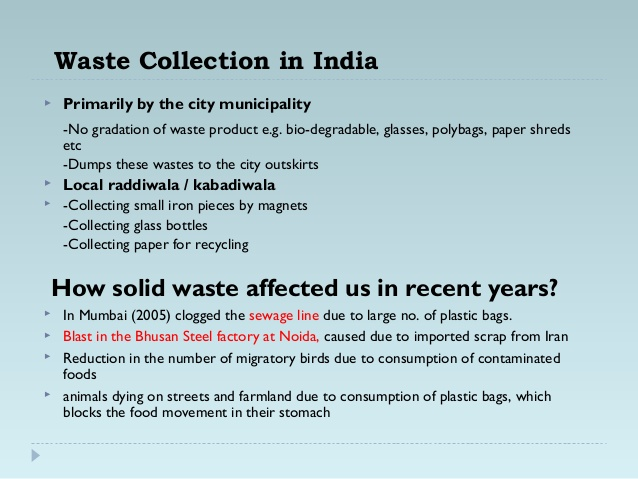 Waste Collection in India
Primarily by the city municipality
-No gradation of waste product e.g. bio-degradable, glasses, polybags, paper shreds
etc
-Dumps these wastes to the city outskirts
Local raddiwala / kabadiwala
-Collecting small iron pieces by magnets
-Collecting glass bottles
-Collecting paper for recycling
How solid waste affected us in recent years?
In Mumbai (2005) clogged the sewage line due to large no. of plastic bags.
Blast in the Bhusan Steel factory at Noida, caused due to imported scrap from Iran
Reduction in the number of migratory birds due to consumption of contaminated
foods
animals dying on streets and farmland due to consumption of plastic bags, which
blocks the food movement in their stomach